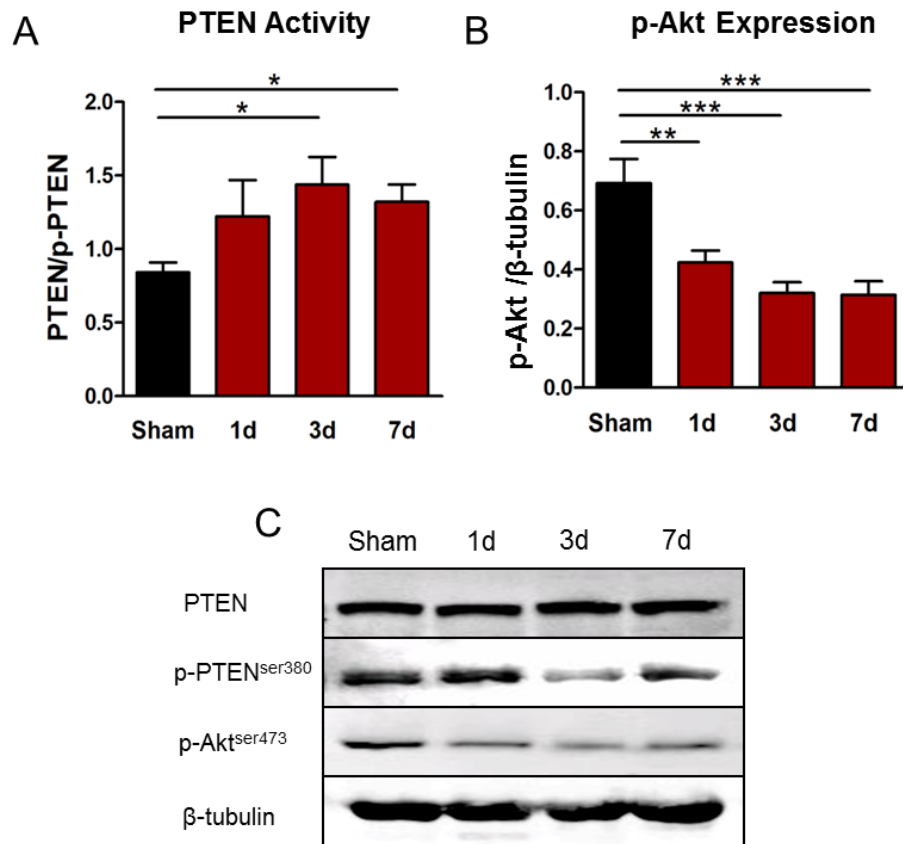 A
PTEN Activity
PTEN/p-PTEN
2.0
1.5
1.0
0.5
0.0
*
*
Sham 1d 3d 7d
B
p-Akt Expression
p-Akt /β-tubulin
1.0
0.8
0.6
0.4
0.2
0.0
***
***
**
Sham 1d 3d 7d
C
Sham 1d 3d 7d
PTEN
p-PTENser380
p-Aktser473
β-tubulin